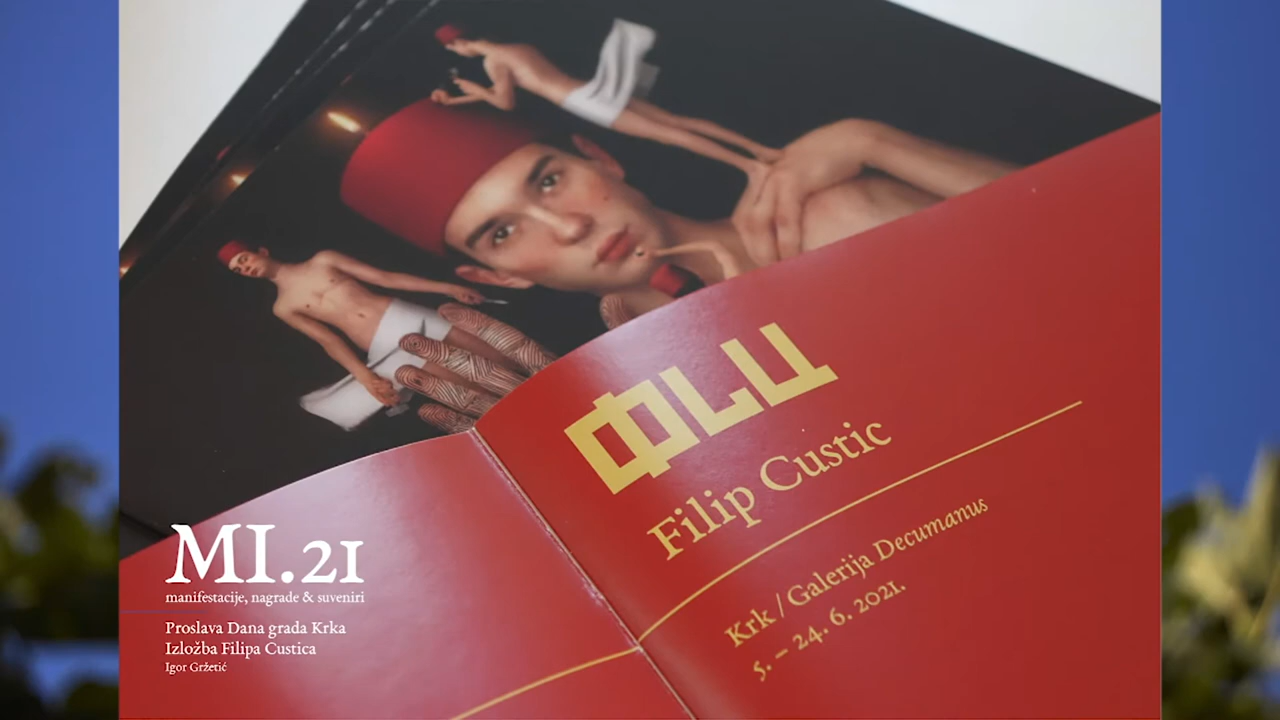 Filip Custic
Krk / Galerija Decumanus
5. – 24. 6. 2021.
MI.21
manifestacije, nagrade & suveniri
Proslava Dana grada Krka
Izložba Filipa Custica
Igor Gržetić